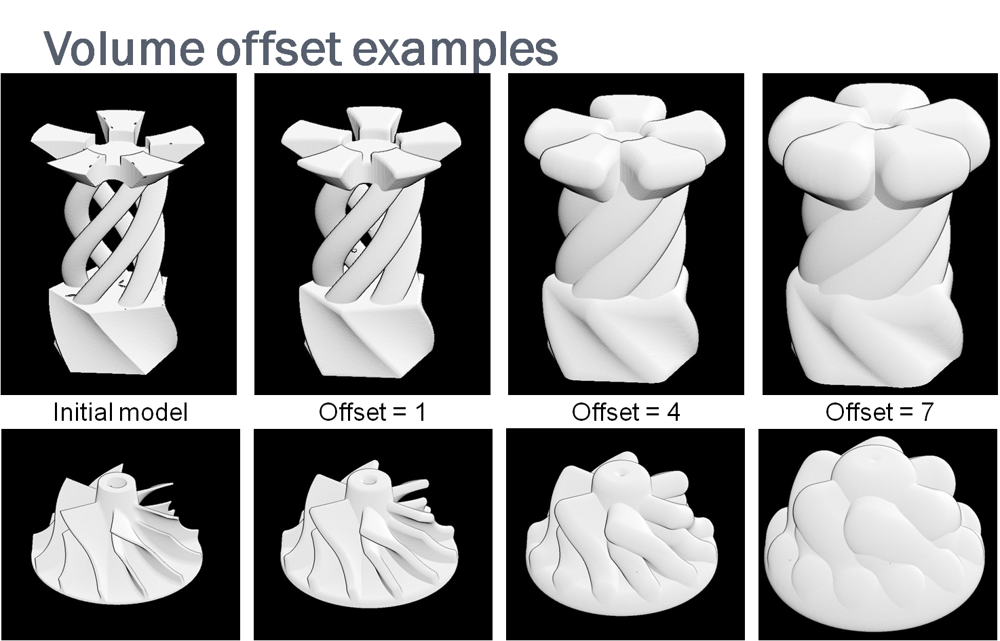 Volume offset examples
Initial model
Offset = 1
Offset = 4
Offset = 7